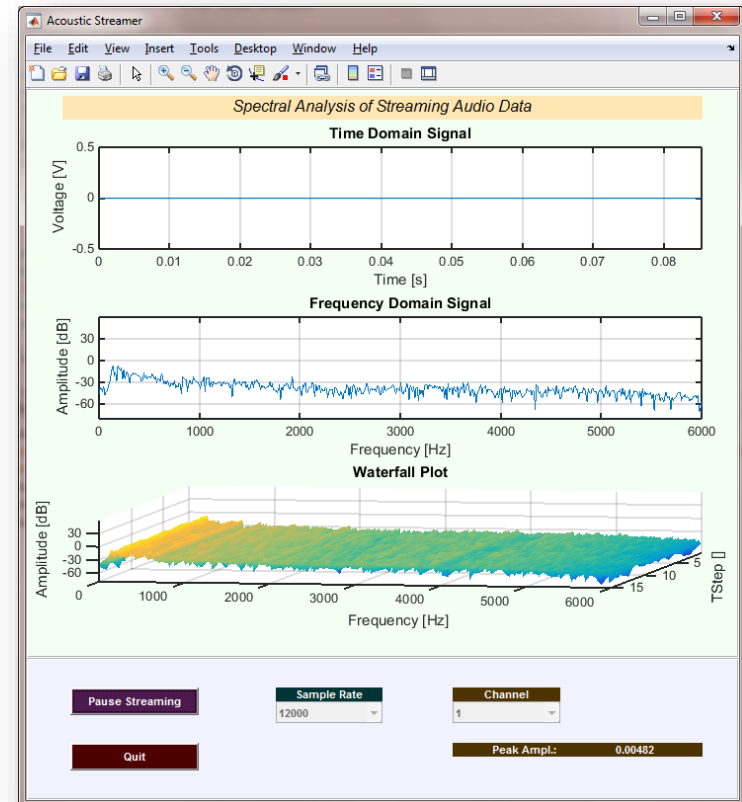 Acoustic Streamer
File Edit View Insert Tools Desktop Window Help
Spectral Analysis of Streaming Audio Data
Time Domain Signal
Voltage [V]
0.5
0
-0.5
0 0.01 0.02 0.03 0.04 0.05 0.06 0.07 0.08
Time [s]
Frequency Domain Signal
Amplitude [dB]
30
0
-30
-60
0 1000 2000 3000 4000 5000 6000
Frequency [Hz]
Waterfall Plot
Amplitude [dB]
30
0
-30
-60
0 1000 2000 3000 4000 5000 6000
Frequency [Hz]
15 10 5
TStep []
Pause Streaming
Sample Rate
12000
Channel
1
Quit
Peak Ampl.: 0.00482